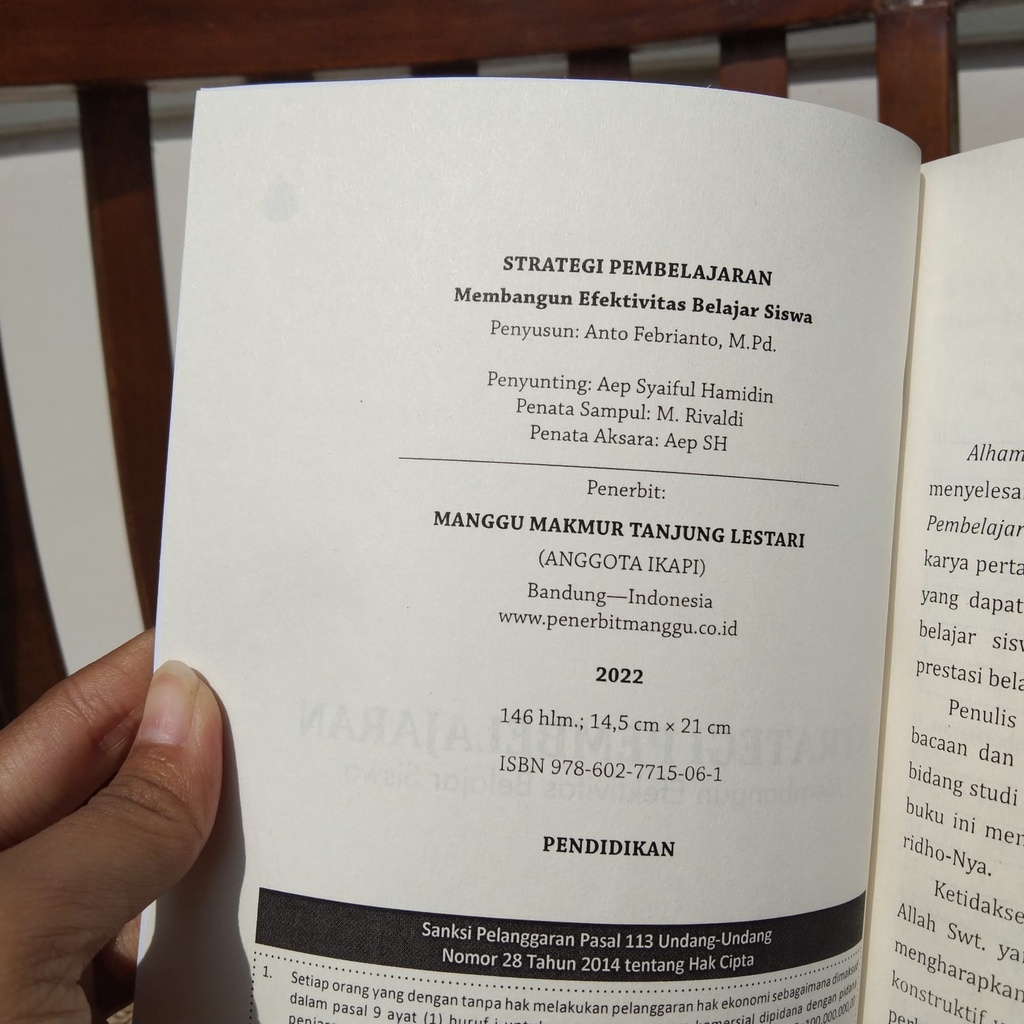 STRATEGI PEMBELAJARAN
Membangun Efektivitas Belajar Siswa
Penyusun: Anto Febrianto, M.Pd.
Penyunting: Aep Syaiful Hamidin
Penata Sampul: M. Rivaldi
Penata Aksara: Aep SH
Penerbit:
MANGGU MAKMUR TANJUNG LESTARI
(ANGGOTA IKAPI)
Bandung—Indonesia
www.penerbitmanggu.co.id
2022
146 hlm.; 14,5 cm × 21 cm
ISBN 978-602-7715-06-1
PENDIDIKAN
Sanksi Pelanggaran Pasal 113 Undang-Undang
Nomor 28 Tahun 2014 tentang Hak Cipta
1. Setiap orang yang dengan tanpa hak melakukan pelanggaran hak ekonomi sebagaimana dimaksud
dalam pasal 9 ayat (1) huruf i dipidana dengan pidana
Alham
menyelesa
Pembelajar
karya perta
yang dapat
belajar sisw
prestasi bela
Penulis
bacaan dan
bidang studi
buku ini men
ridho-Nya.
Ketidakse
Allah Swt. ya
mengharapkan
konstruktif